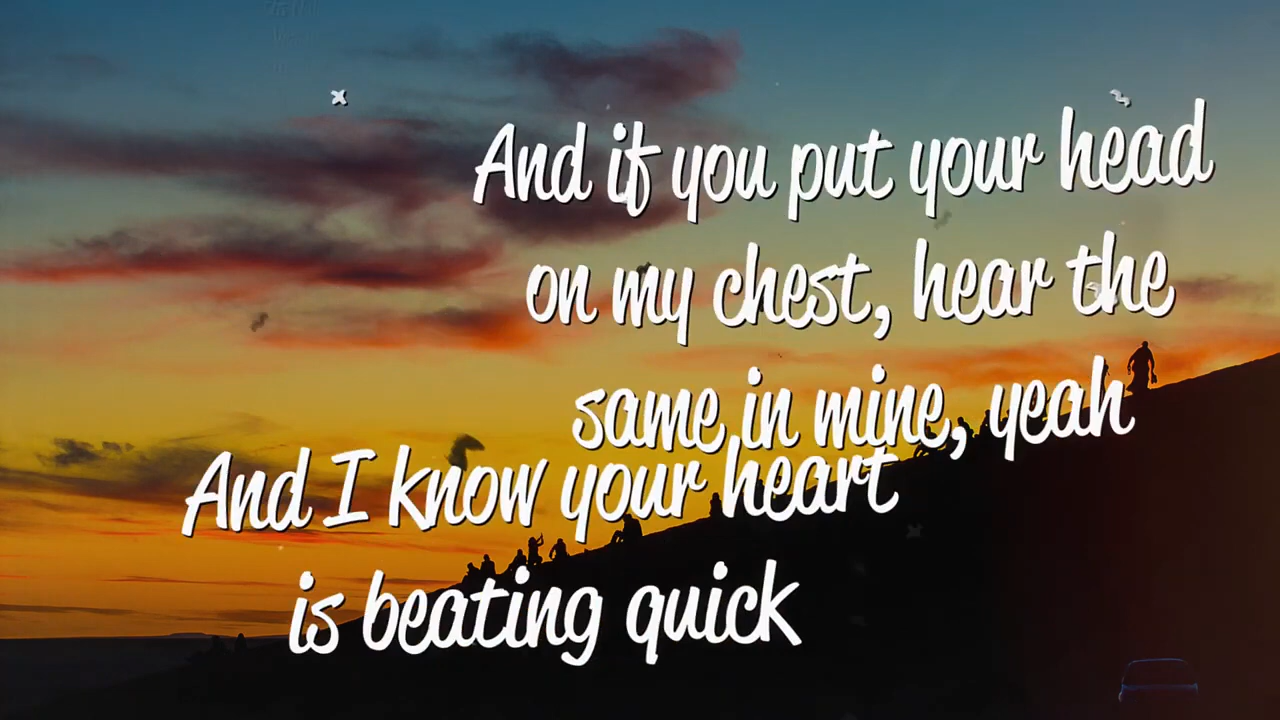 And if you put your head
on my chest, hear the
same in mine, yeah
And I know your heart
is beating quick